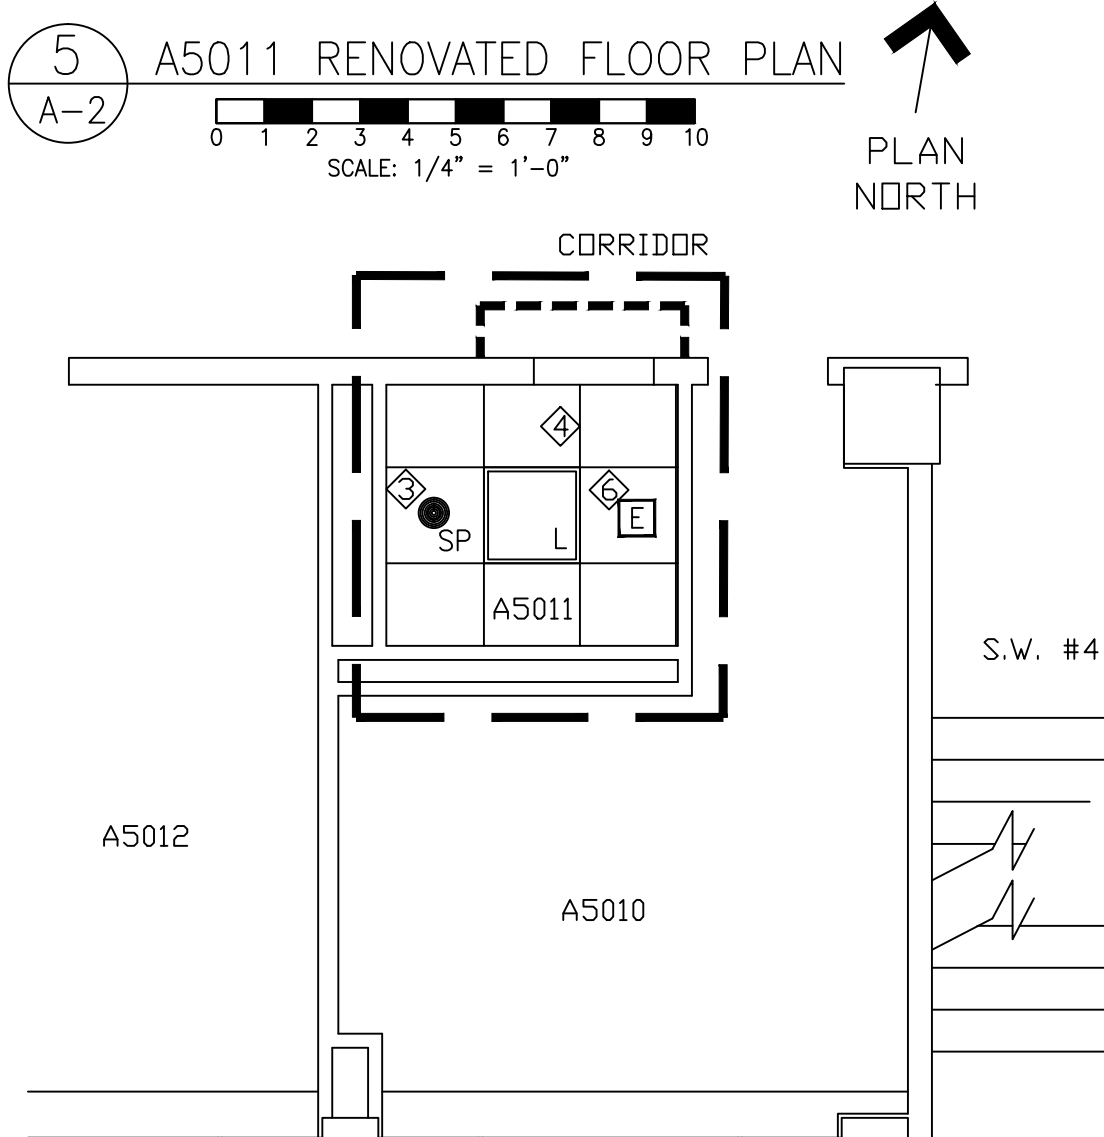 5
A-2
A5011 RENOVATED FLOOR PLAN
0 1 2 3 4 5 6 7 8 9 10
SCALE: 1/4" = 1'-0"
PLAN
NORTH
CORRIDOR
4
3
6
SP
L
E
A5011
S.W. #4
A5012
A5010